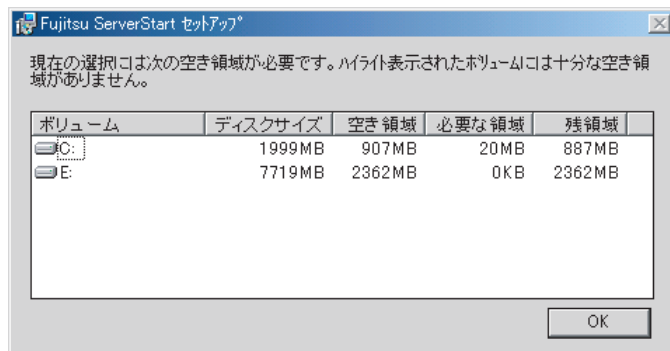 Fujitsu ServerStart ｾｯﾄｱｯﾌﾟ
現在の選択には次の空き領域が必要です。ﾊｲﾗｲﾄ表示されたﾎﾞﾘｭｰﾑには十分な空き領
域がありません。
ボリューム ディスクサイズ 空き領域 必要な領域 残領域
C: 1999MB 907MB 20MB 887MB
E: 7719MB 2362MB 0KB 2362MB
OK